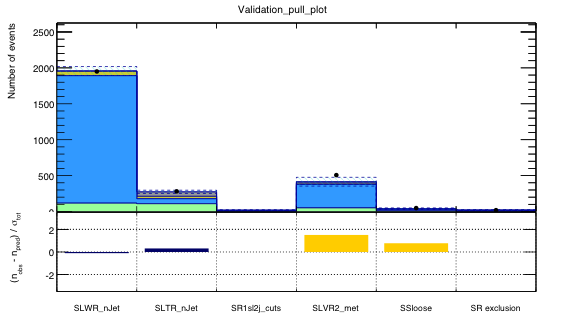 Validation_pull_plot
Number of events
2500
2000
1500
1000
500
0
(n_obs - n_pred) / σ_tot
2
0
-2
SLWR_nJet SLTR_nJet SR1sl2j_cuts SLVR2_met SSloose SR exclusion